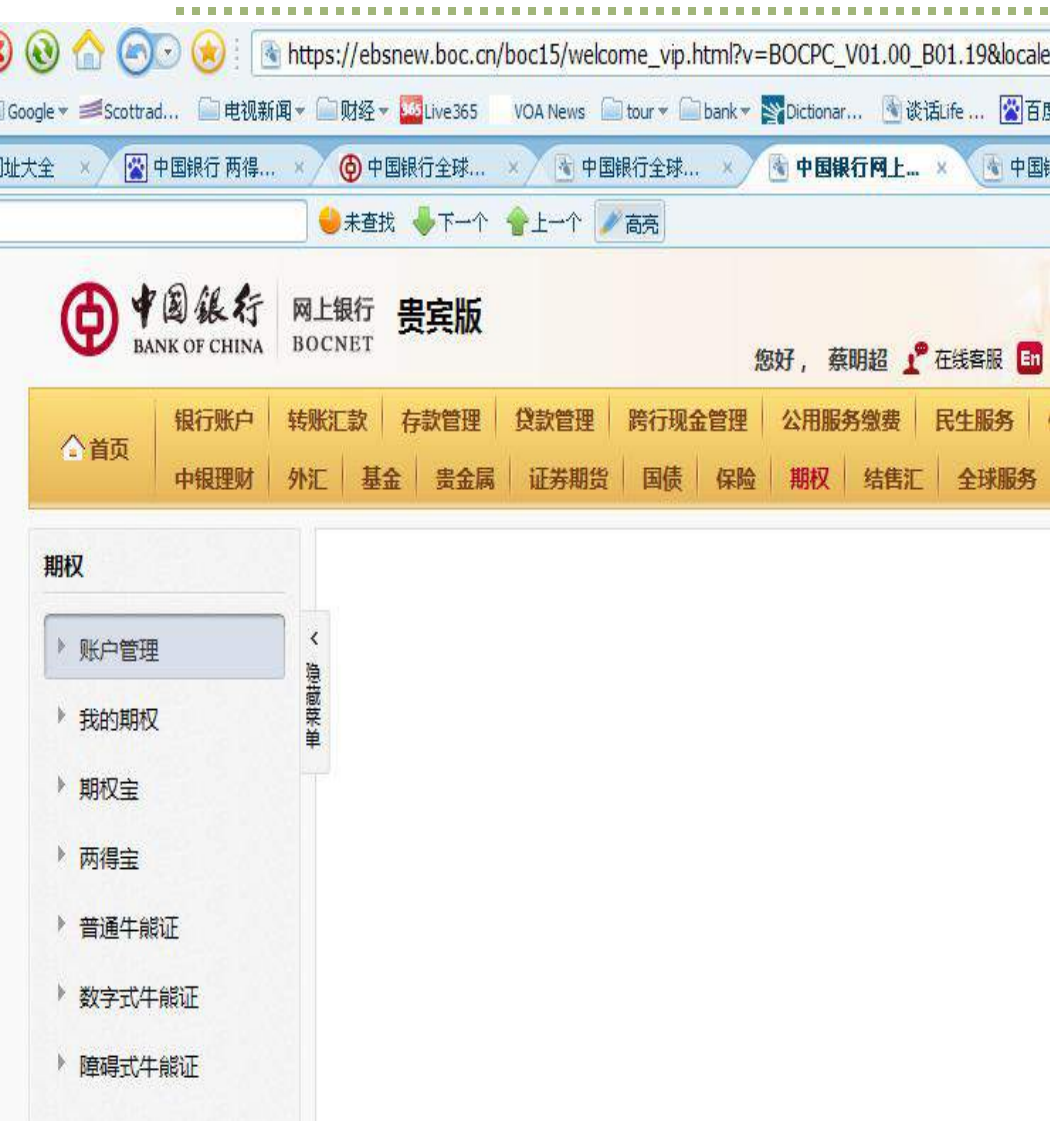 https://ebsnew.boc.cn/boc15/welcome_vip.html?v=BOCPC_V01.00_B01.19&locale
Google Scottrad... 电视新闻 财经 365 Live365 VOA News tour bank Dictionar... 谈话Life ... 百度
网址大全 × 中国银行 两得... × 中国银行全球... × 中国银行全球... × 中国银行网上... × 中国银
未查找 下一个 上一个 高亮
中国银行 网上银行 贵宾版
BANK OF CHINA BOCNET
您好， 蔡明超 在线客服 En
银行账户 转账汇款 存款管理 贷款管理 跨行现金管理 公用服务缴费 民生服务
首页
中银理财 外汇 基金 贵金属 证券期货 国债 保险 期权 结售汇 全球服务
期权
账户管理
<
隐藏菜单
我的期权
期权宝
两得宝
普通牛熊证
数字式牛熊证
障碍式牛熊证